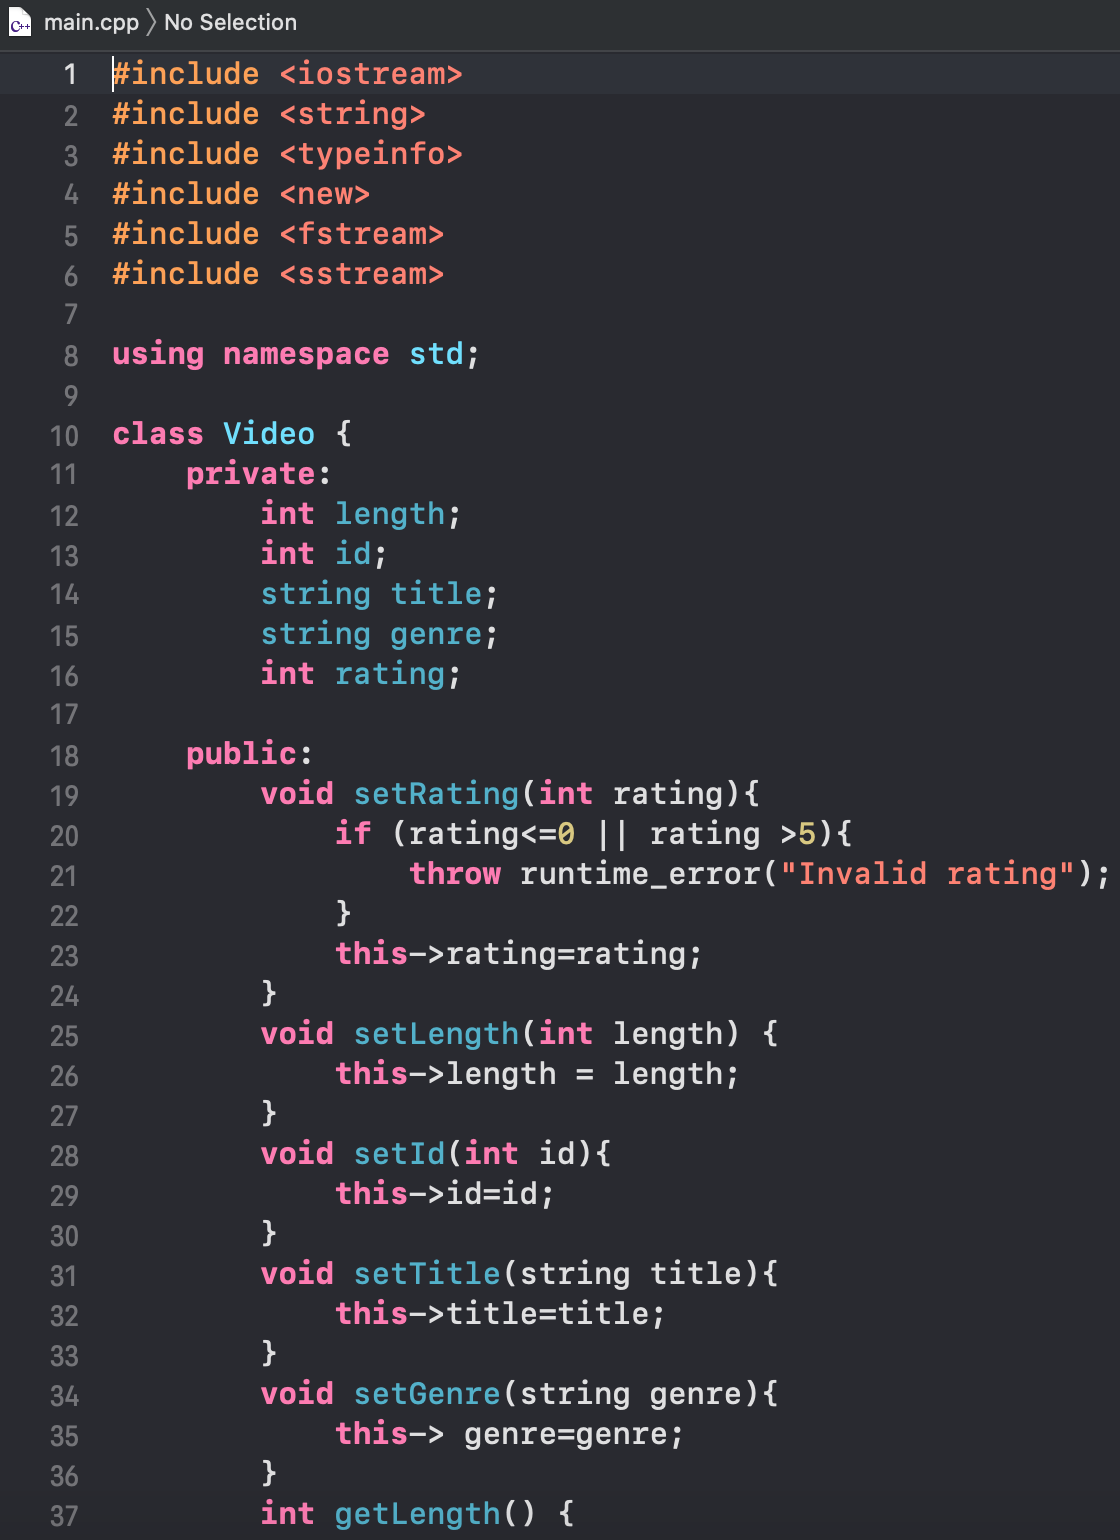 C++ main.cpp 〉 No Selection
1 #include <iostream>
2 #include <string>
3 #include <typeinfo>
4 #include <new>
5 #include <fstream>
6 #include <sstream>
7
8 using namespace std;
9
10 class Video {
11     private:
12         int length;
13         int id;
14         string title;
15         string genre;
16         int rating;
17
18     public:
19         void setRating(int rating){
20             if (rating<=0 || rating >5){
21                 throw runtime_error("Invalid rating");
22             }
23             this->rating=rating;
24         }
25         void setLength(int length) {
26             this->length = length;
27         }
28         void setId(int id){
29             this->id=id;
30         }
31         void setTitle(string title){
32             this->title=title;
33         }
34         void setGenre(string genre){
35             this-> genre=genre;
36         }
37         int getLength() {